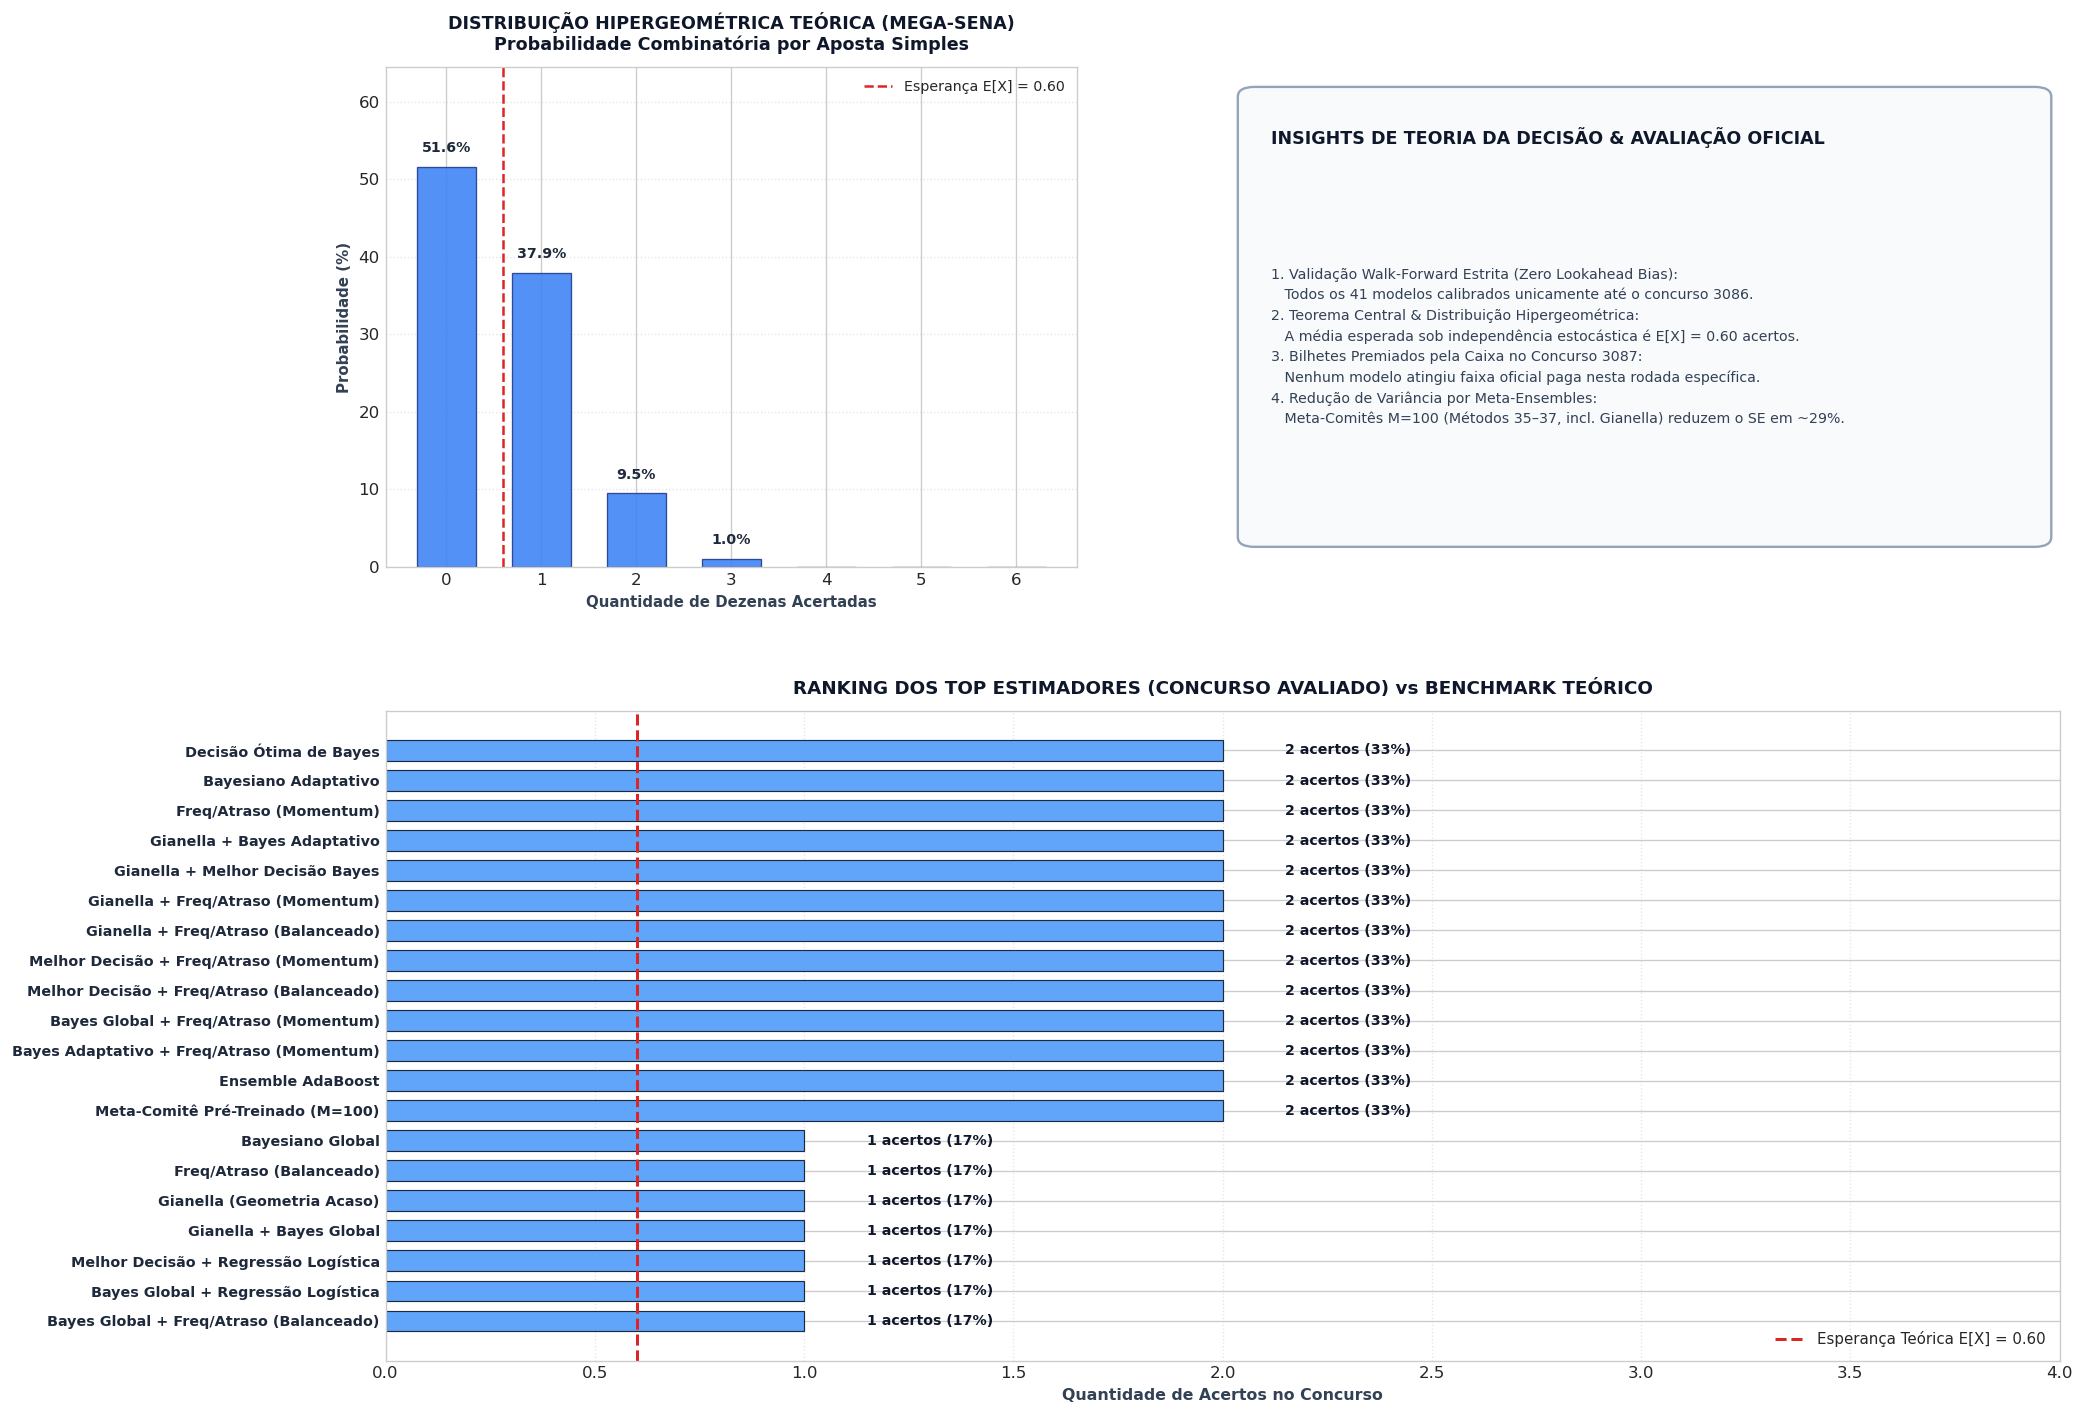 DISTRIBUIÇÃO HIPERGEOMÉTRICA TEÓRICA (MEGA-SENA)
Probabilidade Combinatória por Aposta Simples
Esperança E[X] = 0.60
Probabilidade (%)
60
50
40
30
20
10
0
51.6%
37.9%
9.5%
1.0%
0 1 2 3 4 5 6
Quantidade de Dezenas Acertadas
INSIGHTS DE TEORIA DA DECISÃO & AVALIAÇÃO OFICIAL
1. Validação Walk-Forward Estrita (Zero Lookahead Bias):
Todos os 41 modelos calibrados unicamente até o concurso 3086.
2. Teorema Central & Distribuição Hipergeométrica:
A média esperada sob independência estocástica é E[X] = 0.60 acertos.
3. Bilhetes Premiados pela Caixa no Concurso 3087:
Nenhum modelo atingiu faixa oficial paga nesta rodada específica.
4. Redução de Variância por Meta-Ensembles:
Meta-Comitês M=100 (Métodos 35–37, incl. Gianella) reduzem o SE em ~29%.
RANKING DOS TOP ESTIMADORES (CONCURSO AVALIADO) vs BENCHMARK TEÓRICO
Decisão Ótima de Bayes 2 acertos (33%)
Bayesiano Adaptativo 2 acertos (33%)
Freq/Atraso (Momentum) 2 acertos (33%)
Gianella + Bayes Adaptativo 2 acertos (33%)
Gianella + Melhor Decisão Bayes 2 acertos (33%)
Gianella + Freq/Atraso (Momentum) 2 acertos (33%)
Gianella + Freq/Atraso (Balanceado) 2 acertos (33%)
Melhor Decisão + Freq/Atraso (Momentum) 2 acertos (33%)
Melhor Decisão + Freq/Atraso (Balanceado) 2 acertos (33%)
Bayes Global + Freq/Atraso (Momentum) 2 acertos (33%)
Bayes Adaptativo + Freq/Atraso (Momentum) 2 acertos (33%)
Ensemble AdaBoost 2 acertos (33%)
Meta-Comitê Pré-Treinado (M=100) 2 acertos (33%)
Bayesiano Global 1 acertos (17%)
Freq/Atraso (Balanceado) 1 acertos (17%)
Gianella (Geometria Acaso) 1 acertos (17%)
Gianella + Bayes Global 1 acertos (17%)
Melhor Decisão + Regressão Logística 1 acertos (17%)
Bayes Global + Regressão Logística 1 acertos (17%)
Bayes Global + Freq/Atraso (Balanceado) 1 acertos (17%)
Esperança Teórica E[X] = 0.60
0.0 0.5 1.0 1.5 2.0 2.5 3.0 3.5 4.0
Quantidade de Acertos no Concurso